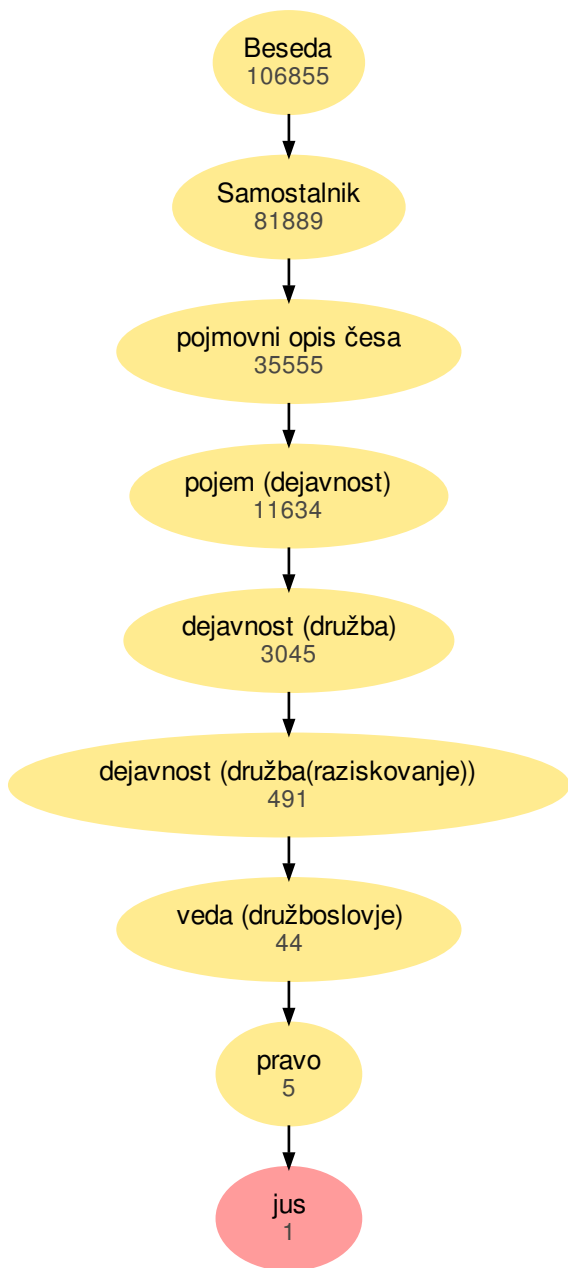 Beseda
106855
Samostalnik
81889
pojmovni opis česa
35555
pojem (dejavnost)
11634
dejavnost (družba)
3045
dejavnost (družba(raziskovanje))
491
veda (družboslovje)
44
pravo
5
jus
1